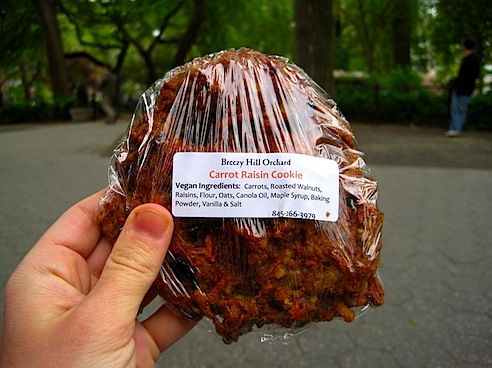 Breezy Hill Orchard
Carrot Raisin Cookie
Vegan Ingredients: Carrots, Roasted Walnuts,
Raisins, Flour, Oats, Canola Oil, Maple Syrup, Baking
Powder, Vanilla & Salt
845-266-3979